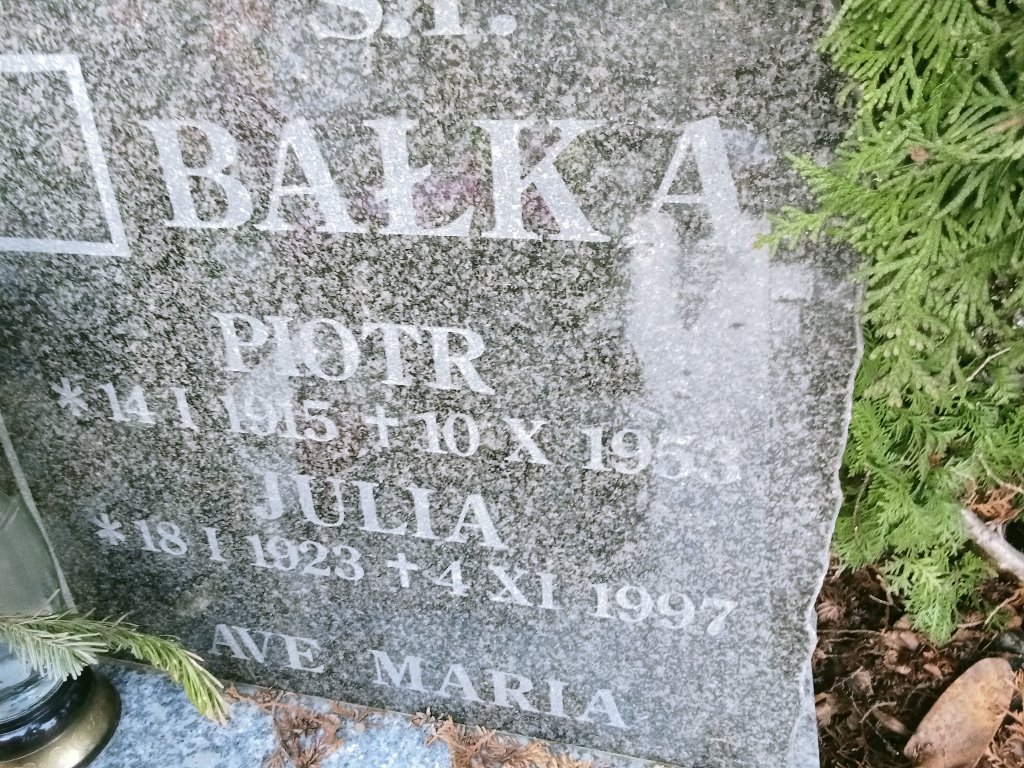 Ś.P.
BAŁKA
PIOTR
* 14 I 1915 + 10 X 1953
JULIA
* 18 I 1923 + 4 XI 1997
AVE MARIA